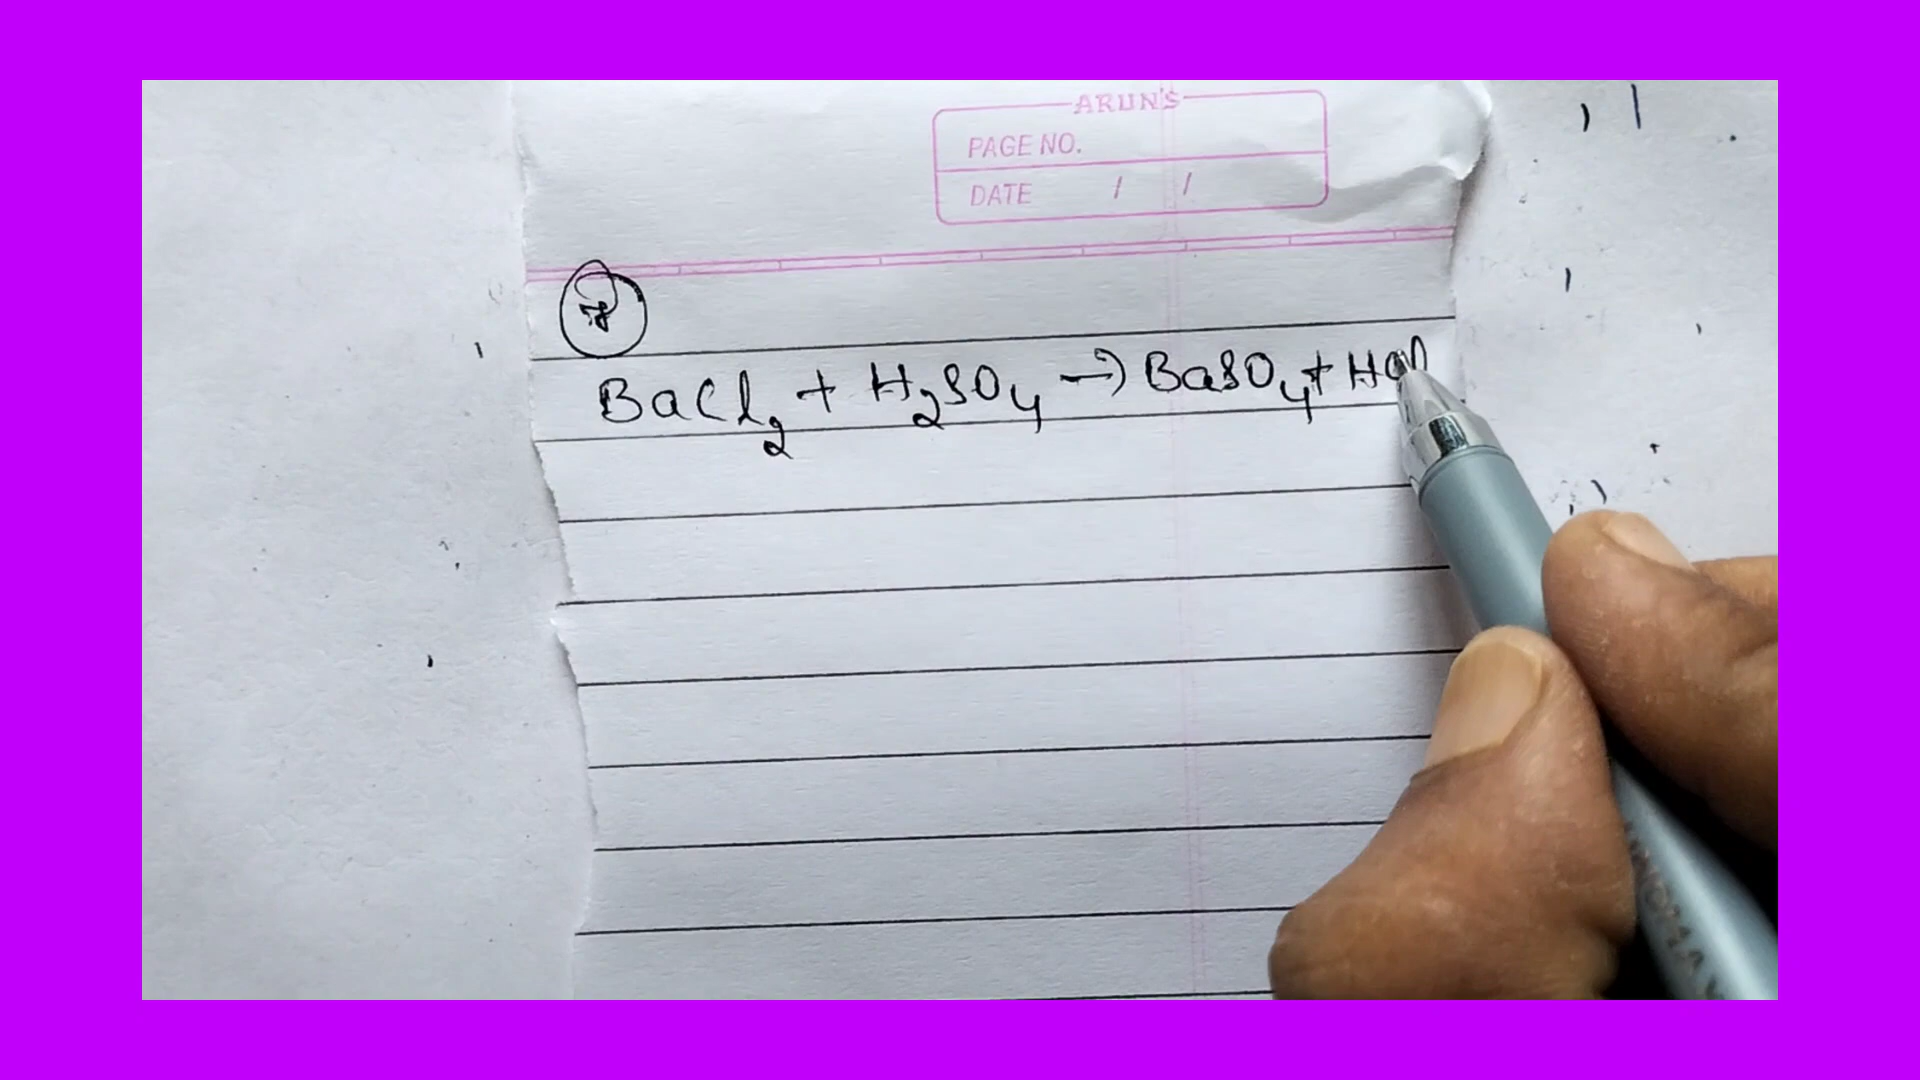 ARUN'S
PAGE NO.
DATE / /
BaCl₂ + H₂SO₄ → BaSO₄ + HCl